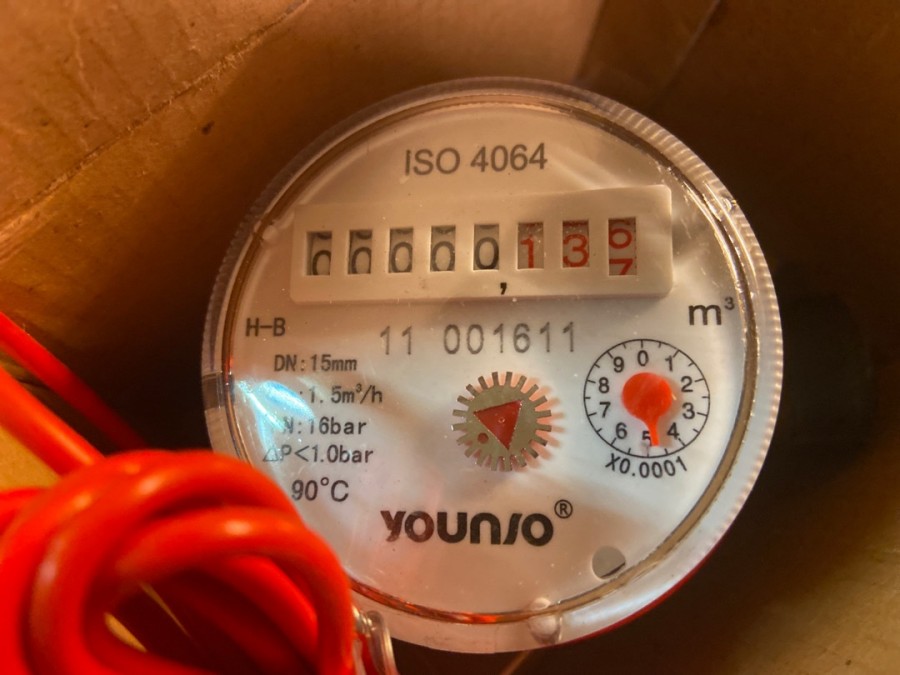 ISO 4064
00000136
7
,
m³
H-B
11 001611
DN:15mm
:1.5m³/h
N:16bar
△P<1.0bar
90°C
9 0 1
8 2
7 3
6 5 4
X0.0001
YOUNIO®